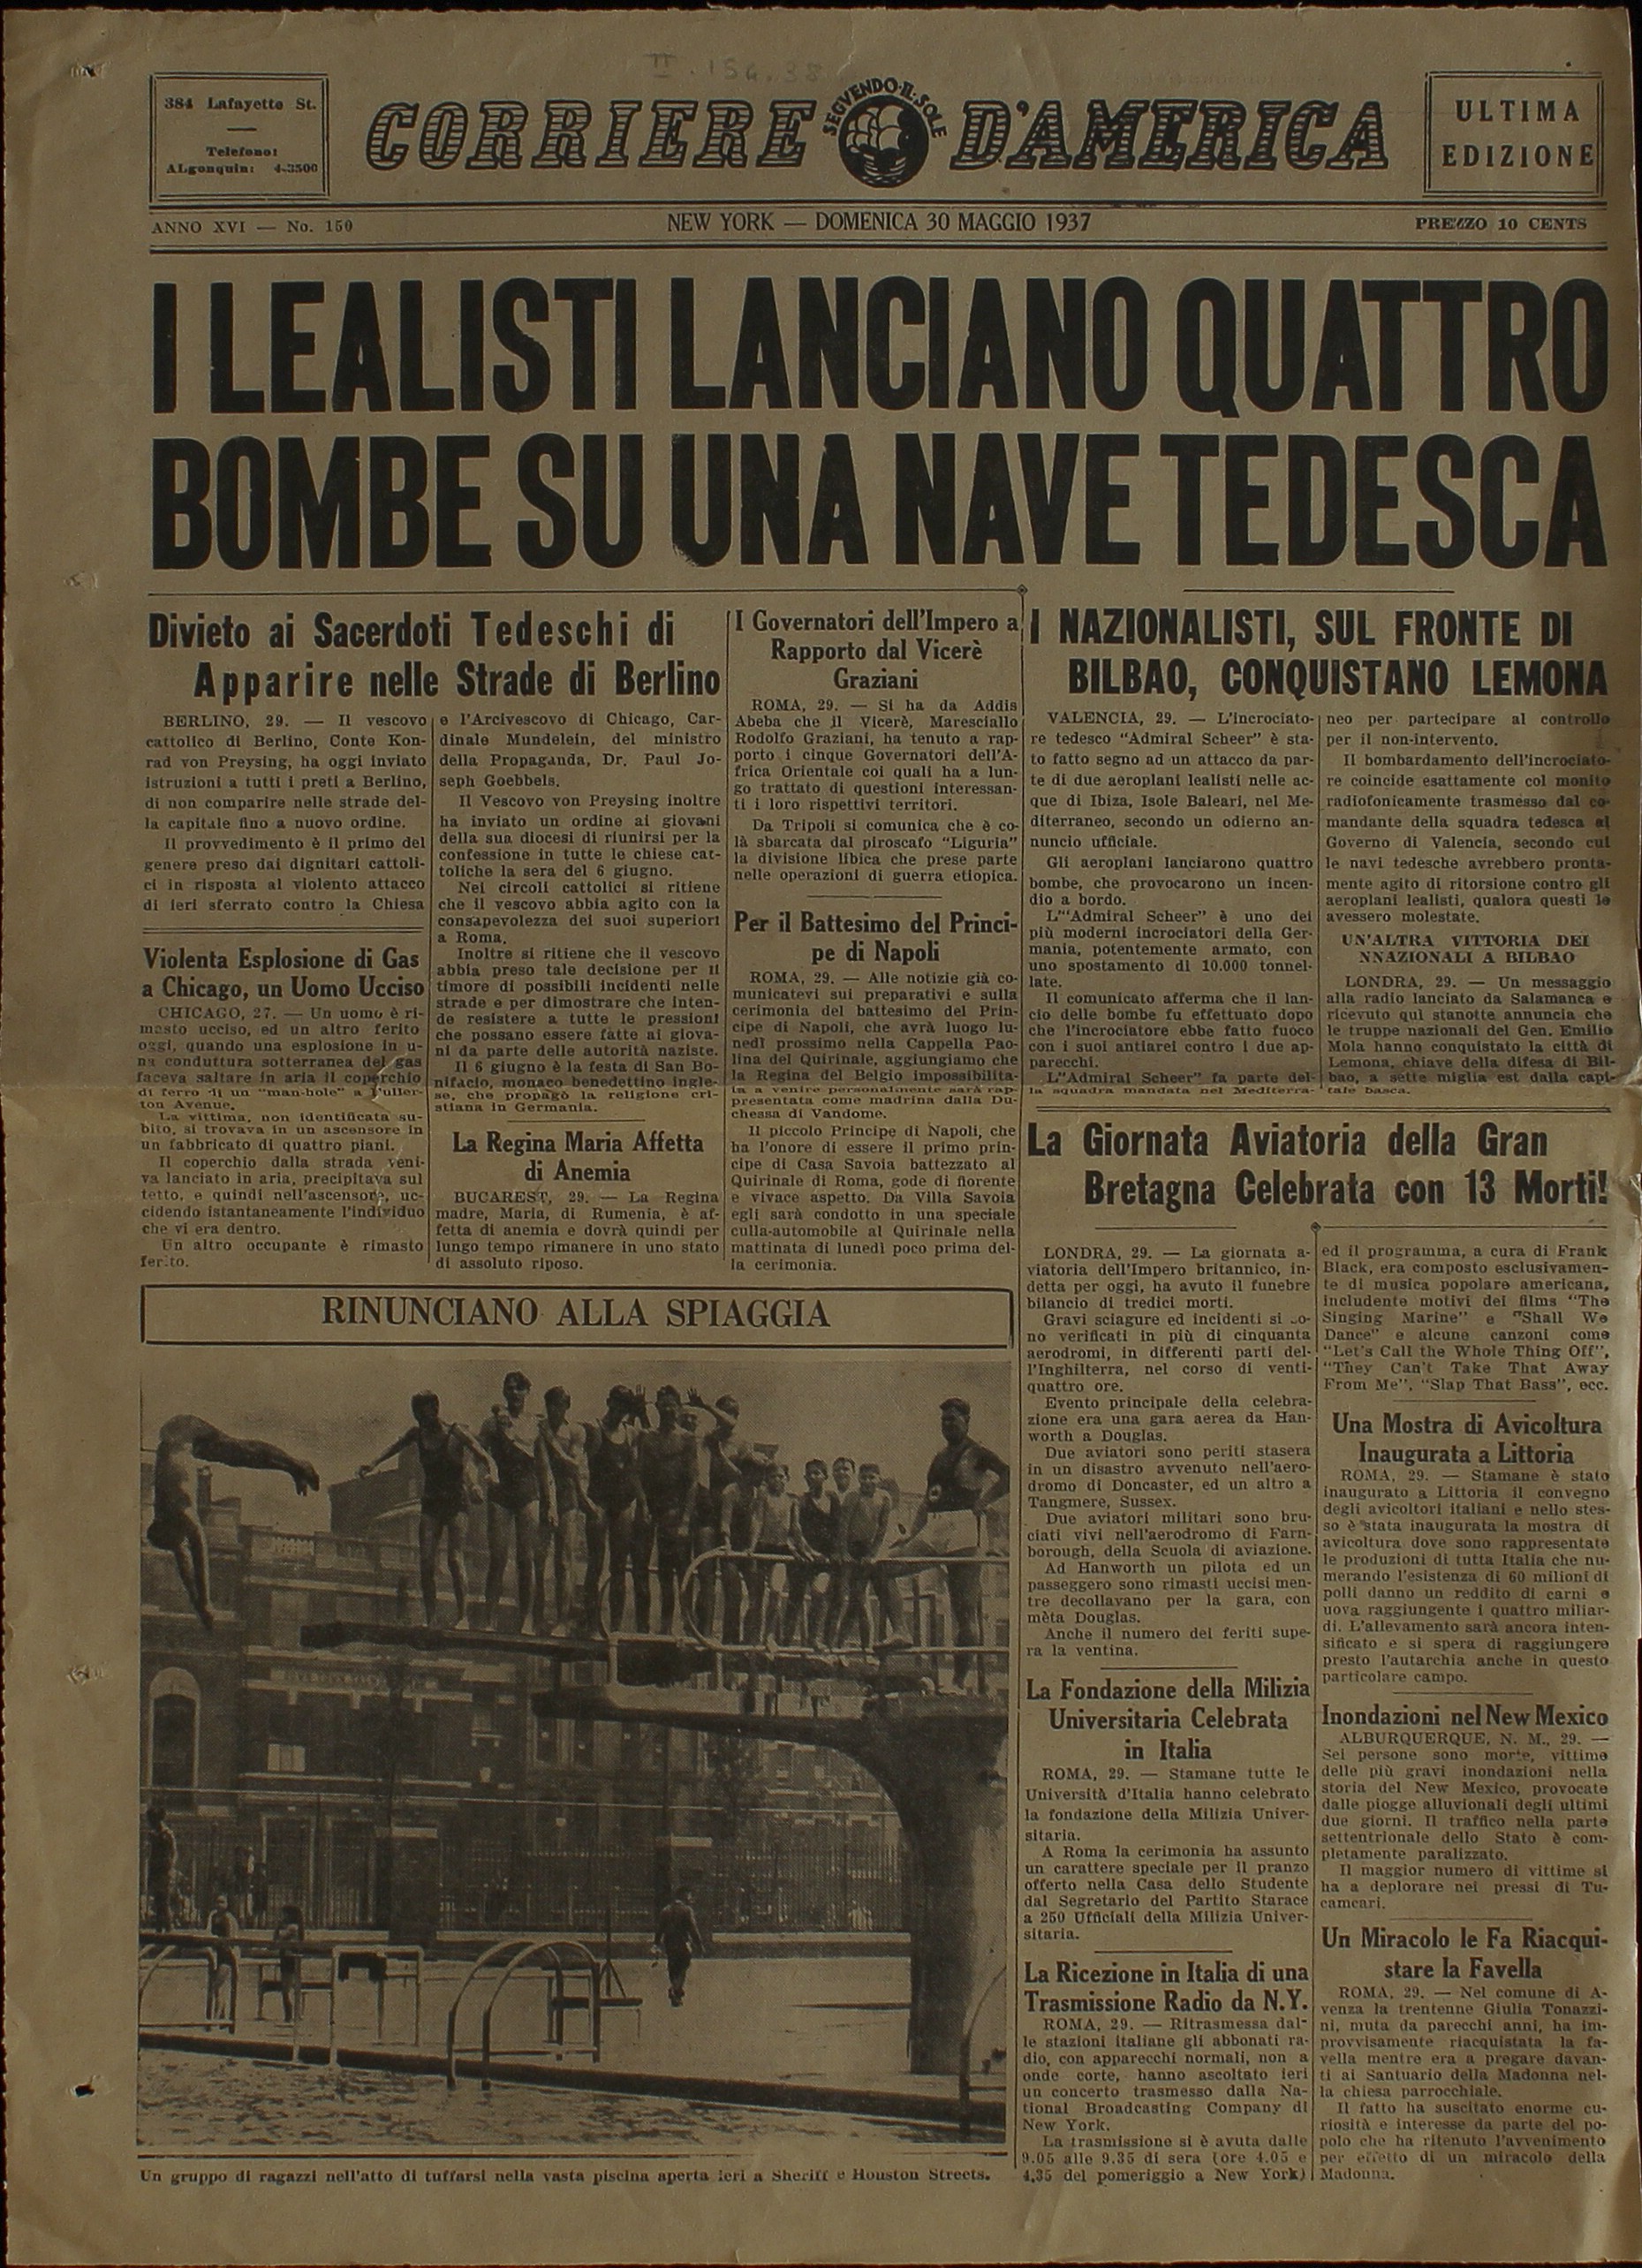 II.154.38
384 Lafayette St.
Telefono:
ALgonquin: 4-3500
CORRIERE D'AMERICA
SEGVENDO·IL·SOLE
ULTIMA
EDIZIONE
ANNO XVI — No. 150
NEW YORK — DOMENICA 30 MAGGIO 1937
PREZZO 10 CENTS
I LEALISTI LANCIANO QUATTRO
BOMBE SU UNA NAVE TEDESCA
Divieto ai Sacerdoti Tedeschi di
Apparire nelle Strade di Berlino
BERLINO, 29. — Il vescovo
cattolico di Berlino, Conte Kon-
rad von Preysing, ha oggi inviato
istruzioni a tutti i preti a Berlino,
di non comparire nelle strade del-
la capitale fino a nuovo ordine.
Il provvedimento è il primo del
genere preso dai dignitari cattoli-
ci in risposta al violento attacco
di ieri sferrato contro la Chiesa
e l'Arcivescovo di Chicago, Car-
dinale Mundelein, del ministro
della Propaganda, Dr. Paul Jo-
seph Goebbels.
Il Vescovo von Preysing inoltre
ha inviato un ordine ai giovani
della sua diocesi di riunirsi per la
confessione in tutte le chiese cat-
toliche la sera del 6 giugno.
Nei circoli cattolici si ritiene
che il vescovo abbia agito con la
consapevolezza dei suoi superiori
a Roma.
Inoltre si ritiene che il vescovo
abbia preso tale decisione per il
timore di possibili incidenti nelle
strade e per dimostrare che inten-
de resistere a tutte le pressioni
che possano essere fatte ai giova-
ni da parte delle autorità naziste.
Il 6 giugno è la festa di San Bo-
nifacio, monaco benedettino ingle-
se, che propagò la religione cri-
stiana in Germania.
Violenta Esplosione di Gas
a Chicago, un Uomo Ucciso
CHICAGO, 27. — Un uomo è ri-
masto ucciso, ed un altro ferito
oggi, quando una esplosione in u-
na conduttura sotterranea del gas
faceva saltare in aria il coperchio
di ferro di un "man-hole" a Fuller-
ton Avenue.
La vittima, non identificata su-
bito, si trovava in un ascensore in
un fabbricato di quattro piani.
Il coperchio dalla strada veni-
va lanciato in aria, precipitava sul
tetto, e quindi nell'ascensore, uc-
cidendo istantaneamente l'individuo
che vi era dentro.
Un altro occupante è rimasto
ferito.
La Regina Maria Affetta
di Anemia
BUCAREST, 29. — La Regina
madre, Maria, di Rumenia, è af-
fetta di anemia e dovrà quindi per
lungo tempo rimanere in uno stato
di assoluto riposo.
I Governatori dell'Impero a
Rapporto dal Vicerè
Graziani
ROMA, 29. — Si ha da Addis
Abeba che il Vicerè, Maresciallo
Rodolfo Graziani, ha tenuto a rap-
porto i cinque Governatori dell'A-
frica Orientale coi quali ha a lun-
go trattato di questioni interessan-
ti i loro rispettivi territori.
Da Tripoli si comunica che è co-
là sbarcata dal piroscafo "Liguria"
la divisione libica che prese parte
nelle operazioni di guerra etiopica.
Per il Battesimo del Princi-
pe di Napoli
ROMA, 29. — Alle notizie già co-
municatevi sui preparativi e sulla
cerimonia del battesimo del Prin-
cipe di Napoli, che avrà luogo lu-
nedì prossimo nella Cappella Pao-
lina del Quirinale, aggiungiamo che
la Regina del Belgio impossibilita-
ta a venire personalmente sarà rap-
presentata come madrina dalla Du-
chessa di Vandome.
Il piccolo Principe di Napoli, che
ha l'onore di essere il primo prin-
cipe di Casa Savoia battezzato al
Quirinale di Roma, gode di fiorente
e vivace aspetto. Da Villa Savoia
egli sarà condotto in una speciale
culla-automobile al Quirinale nella
mattinata di lunedì poco prima del-
la cerimonia.
I NAZIONALISTI, SUL FRONTE DI
BILBAO, CONQUISTANO LEMONA
VALENCIA, 29. — L'incrociato-
re tedesco "Admiral Scheer" è sta-
to fatto segno ad un attacco da par-
te di due aeroplani lealisti nelle ac-
que di Ibiza, Isole Baleari, nel Me-
diterraneo, secondo un odierno an-
nuncio ufficiale.
Gli aeroplani lanciarono quattro
bombe, che provocarono un incen-
dio a bordo.
L'"Admiral Scheer" è uno dei
più moderni incrociatori della Ger-
mania, potentemente armato, con
uno spostamento di 10.000 tonnel-
late.
Il comunicato afferma che il lan-
cio delle bombe fu effettuato dopo
che l'incrociatore ebbe fatto fuoco
con i suoi antiarei contro i due ap-
parecchi.
L'"Admiral Scheer" fa parte del-
la squadra mandata nel Mediterra-
neo per partecipare al controllo
per il non-intervento.
Il bombardamento dell'incrociato-
re coincide esattamente col monito
radiofonicamente trasmesso dal co-
mandante della squadra tedesca al
Governo di Valencia, secondo cui
le navi tedesche avrebbero pronta-
mente agito di ritorsione contro gli
aeroplani lealisti, qualora questi le
avessero molestate.
UN'ALTRA VITTORIA DEI
NNAZIONALI A BILBAO
LONDRA, 29. — Un messaggio
alla radio lanciato da Salamanca e
ricevuto qui stanotte annuncia che
le truppe nazionali del Gen. Emilio
Mola hanno conquistato la città di
Lemona, chiave della difesa di Bil-
bao, a sette miglia est dalla capi-
tale basca.
La Giornata Aviatoria della Gran
Bretagna Celebrata con 13 Morti!
LONDRA, 29. — La giornata a-
viatoria dell'Impero britannico, in-
detta per oggi, ha avuto il funebre
bilancio di tredici morti.
Gravi sciagure ed incidenti si so-
no verificati in più di cinquanta
aerodromi, in differenti parti del-
l'Inghilterra, nel corso di venti-
quattro ore.
Evento principale della celebra-
zione era una gara aerea da Han-
worth a Douglas.
Due aviatori sono periti stasera
in un disastro avvenuto nell'aero-
dromo di Doncaster, ed un altro a
Tangmere, Sussex.
Due aviatori militari sono bru-
ciati vivi nell'aerodromo di Farn-
borough, della Scuola di aviazione.
Ad Hanworth un pilota ed un
passeggero sono rimasti uccisi men-
tre decollavano per la gara, con
mèta Douglas.
Anche il numero dei feriti supe-
ra la ventina.
La Fondazione della Milizia
Universitaria Celebrata
in Italia
ROMA, 29. — Stamane tutte le
Università d'Italia hanno celebrato
la fondazione della Milizia Univer-
sitaria.
A Roma la cerimonia ha assunto
un carattere speciale per il pranzo
offerto nella Casa dello Studente
dal Segretario del Partito Starace
a 250 Ufficiali della Milizia Univer-
sitaria.
La Ricezione in Italia di una
Trasmissione Radio da N.Y.
ROMA, 29. — Ritrasmessa dal-
le stazioni italiane gli abbonati ra-
dio, con apparecchi normali, non a
onde corte, hanno ascoltato ieri
un concerto trasmesso dalla Na-
tional Broadcasting Company di
New York.
La trasmissione si è avuta dalle
9.05 alle 9.35 di sera (ore 4.05 e
4.35 del pomeriggio a New York)
ed il programma, a cura di Frank
Black, era composto esclusivamen-
te di musica popolare americana,
includente motivi dei films "The
Singing Marine" e "Shall We
Dance" e alcune canzoni come
"Let's Call the Whole Thing Off",
"They Can't Take That Away
From Me", "Slap That Bass", ecc.
Una Mostra di Avicoltura
Inaugurata a Littoria
ROMA, 29. — Stamane è stato
inaugurato a Littoria il convegno
degli avicoltori italiani e nello stes-
so è stata inaugurata la mostra di
avicoltura dove sono rappresentate
le produzioni di tutta Italia che nu-
merando l'esistenza di 60 milioni di
polli danno un reddito di carni e
uova raggiungente i quattro miliar-
di. L'allevamento sarà ancora inten-
sificato e si spera di raggiungere
presto l'autarchia anche in questo
particolare campo.
Inondazioni nel New Mexico
ALBURQUERQUE, N. M., 29. —
Sei persone sono morte, vittime
delle più gravi inondazioni nella
storia del New Mexico, provocate
dalle piogge alluvionali degli ultimi
due giorni. Il traffico nella parte
settentrionale dello Stato è com-
pletamente paralizzato.
Il maggior numero di vittime si
ha a deplorare nei pressi di Tu-
camcari.
Un Miracolo le Fa Riacqui-
stare la Favella
ROMA, 29. — Nel comune di A-
venza la trentenne Giulia Tonazzi-
ni, muta da parecchi anni, ha im-
provvisamente riacquistata la fa-
vella mentre era a pregare davan-
ti al Santuario della Madonna nel-
la chiesa parrocchiale.
Il fatto ha suscitato enorme cu-
riosità e interesse da parte del po-
polo che ha ritenuto l'avvenimento
per effetto di un miracolo della
Madonna.
RINUNCIANO ALLA SPIAGGIA
Un gruppo di ragazzi nell'atto di tuffarsi nella vasta piscina aperta ieri a Sheriff e Houston Streets.